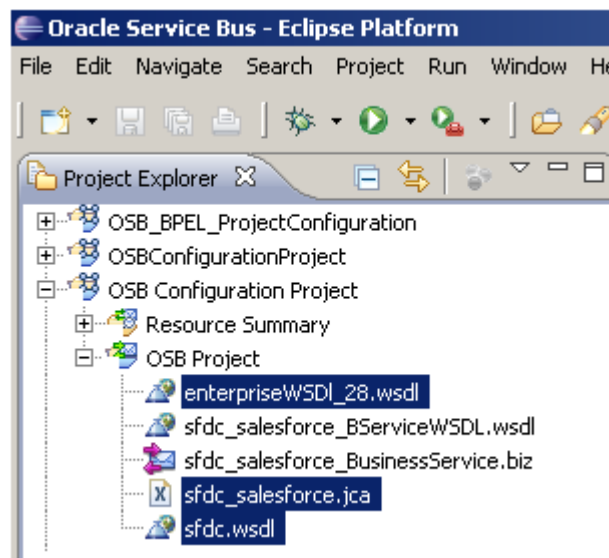 Oracle Service Bus - Eclipse Platform
File Edit Navigate Search Project Run Window He
Project Explorer
OSB_BPEL_ProjectConfiguration
OSBConfigurationProject
OSB Configuration Project
Resource Summary
OSB Project
enterpriseWSDl_28.wsdl
sfdc_salesforce_BServiceWSDL.wsdl
sfdc_salesforce_BusinessService.biz
sfdc_salesforce.jca
sfdc.wsdl